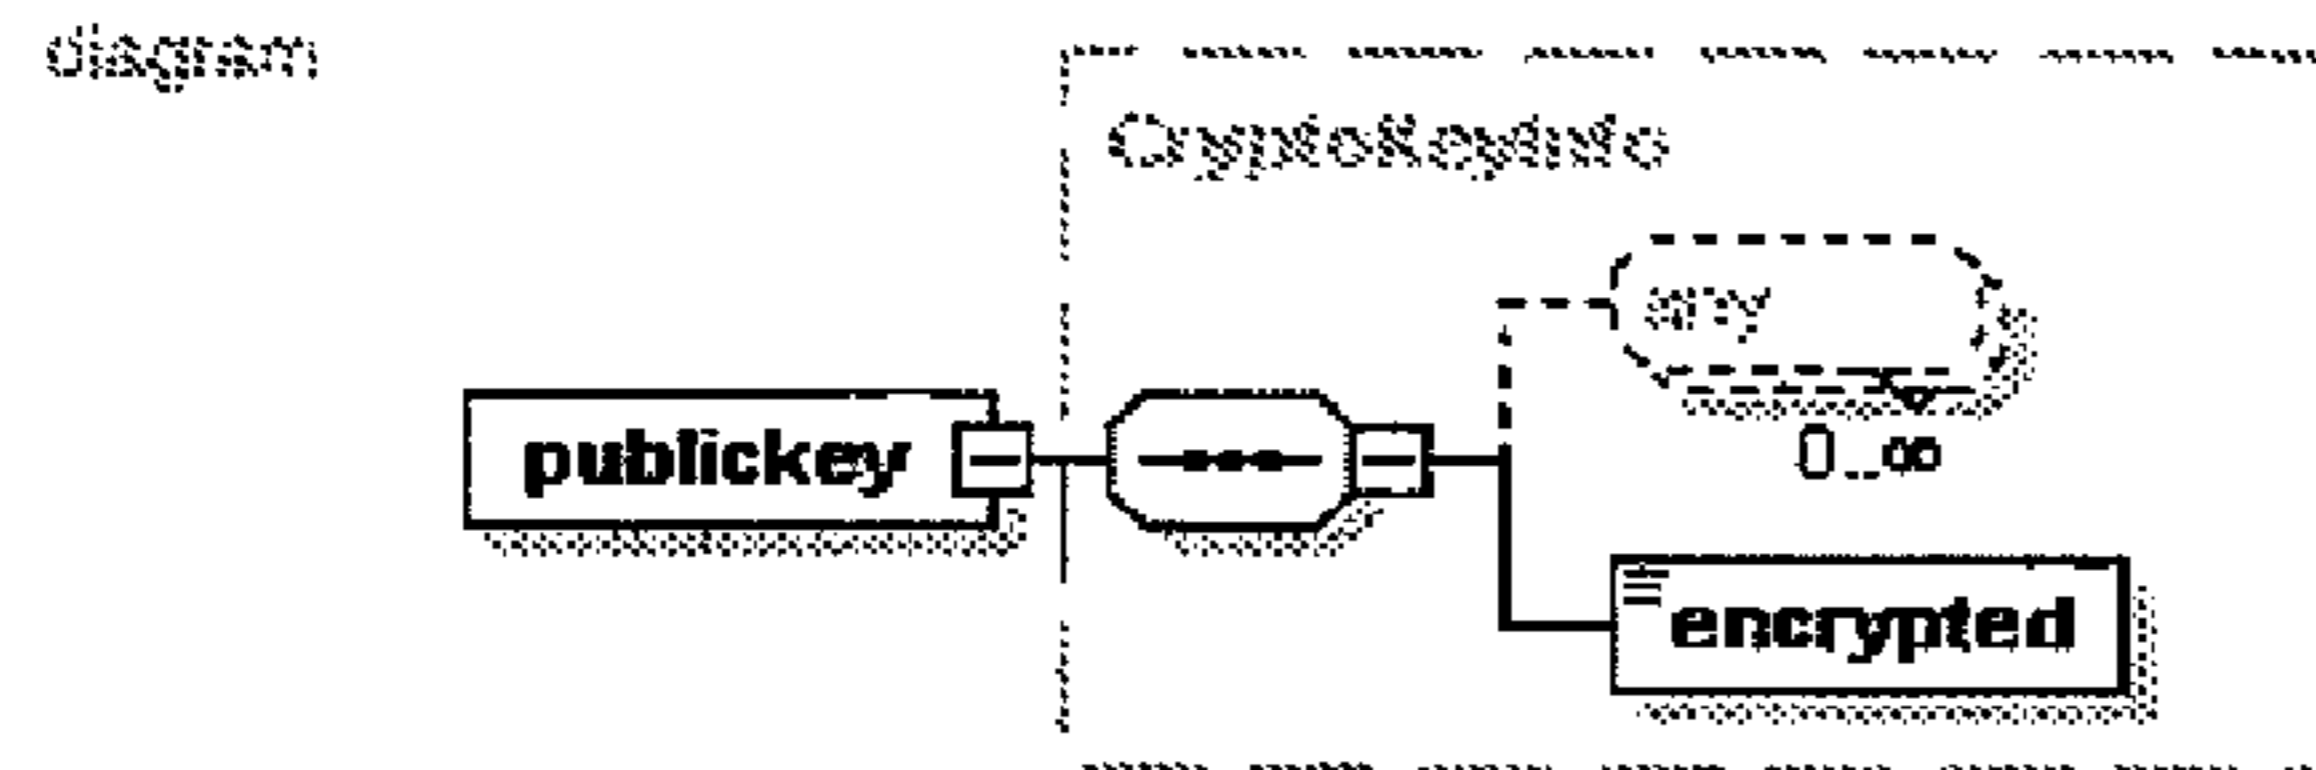 diagram
CryptoKeyInfo
any
publickey
0..∞
encrypted